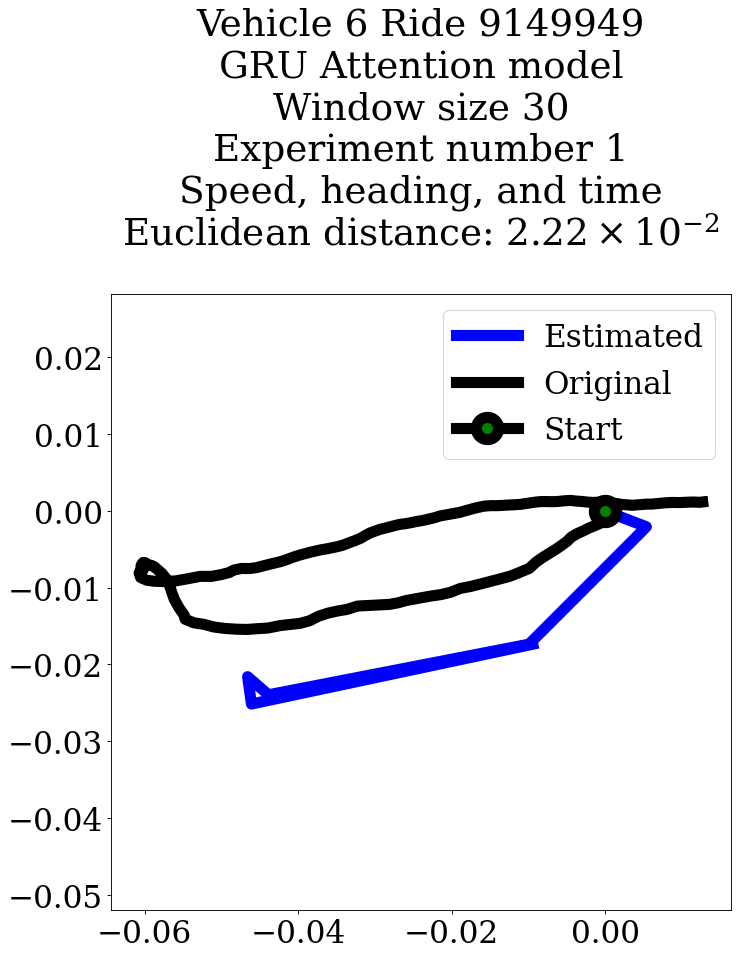 Vehicle 6 Ride 9149949
GRU Attention model
Window size 30
Experiment number 1
Speed, heading, and time
Euclidean distance: 2.22 × 10⁻²
Estimated
Original
Start
0.02
0.01
0.00
−0.01
−0.02
−0.03
−0.04
−0.05
−0.06
−0.04
−0.02
0.00